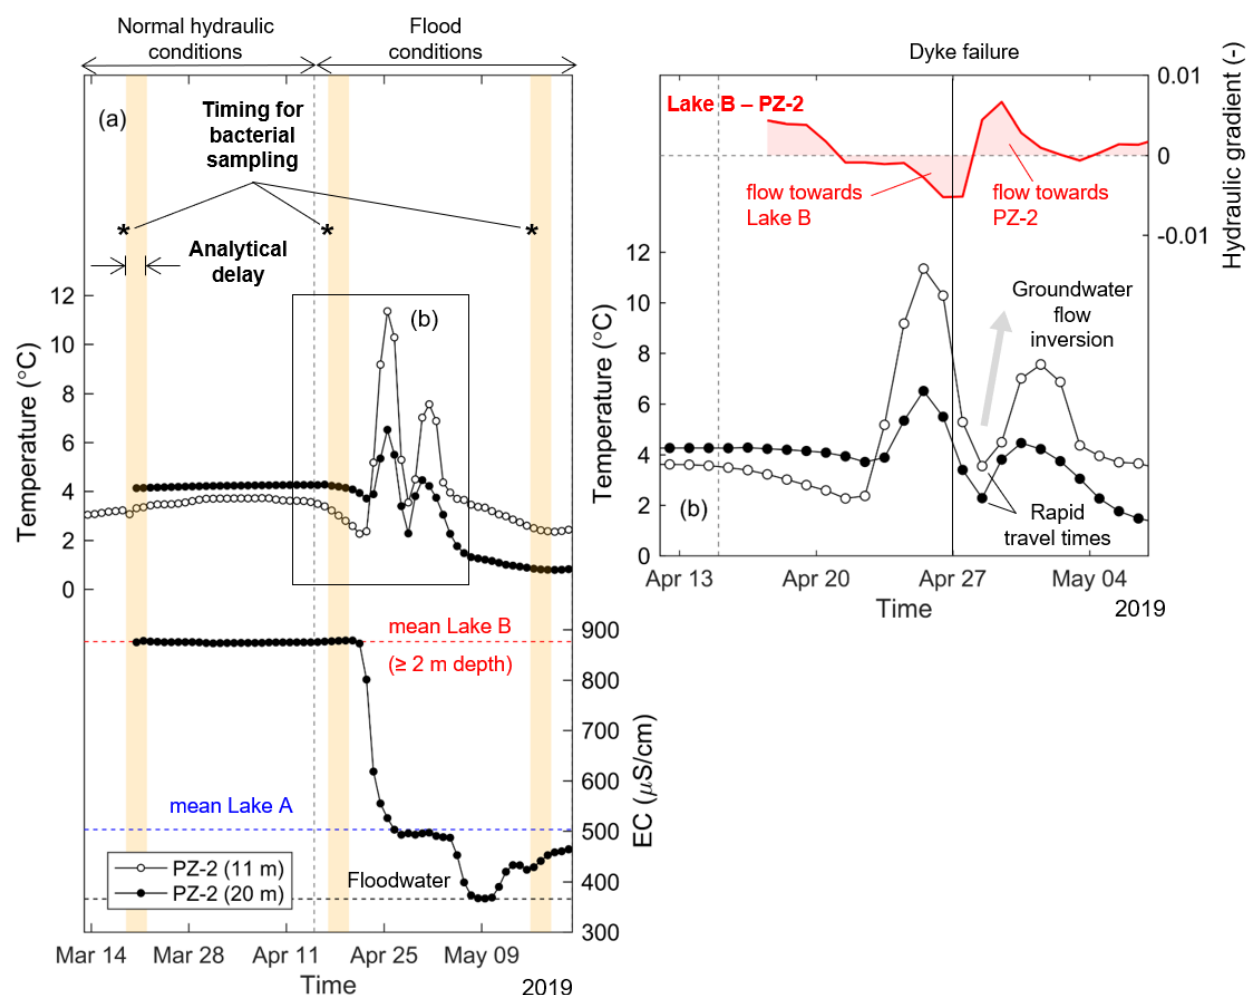 Normal hydraulic
conditions
Flood
conditions
(a)
Timing for
bacterial
sampling
*
*
*
Analytical
delay
(b)
12
10
8
6
4
2
0
Temperature (°C)
mean Lake B
(≥ 2 m depth)
mean Lake A
Floodwater
PZ-2 (11 m)
PZ-2 (20 m)
900
800
700
600
500
400
300
EC (μS/cm)
Mar 14
Mar 28
Apr 11
Apr 25
May 09
Time
2019
Dyke failure
Lake B – PZ-2
flow towards
Lake B
flow towards
PZ-2
0.01
0
-0.01
Hydraulic gradient (-)
12
10
8
6
4
2
0
Temperature (°C)
Groundwater
flow
inversion
Rapid
travel times
(b)
Apr 13
Apr 20
Apr 27
May 04
Time
2019